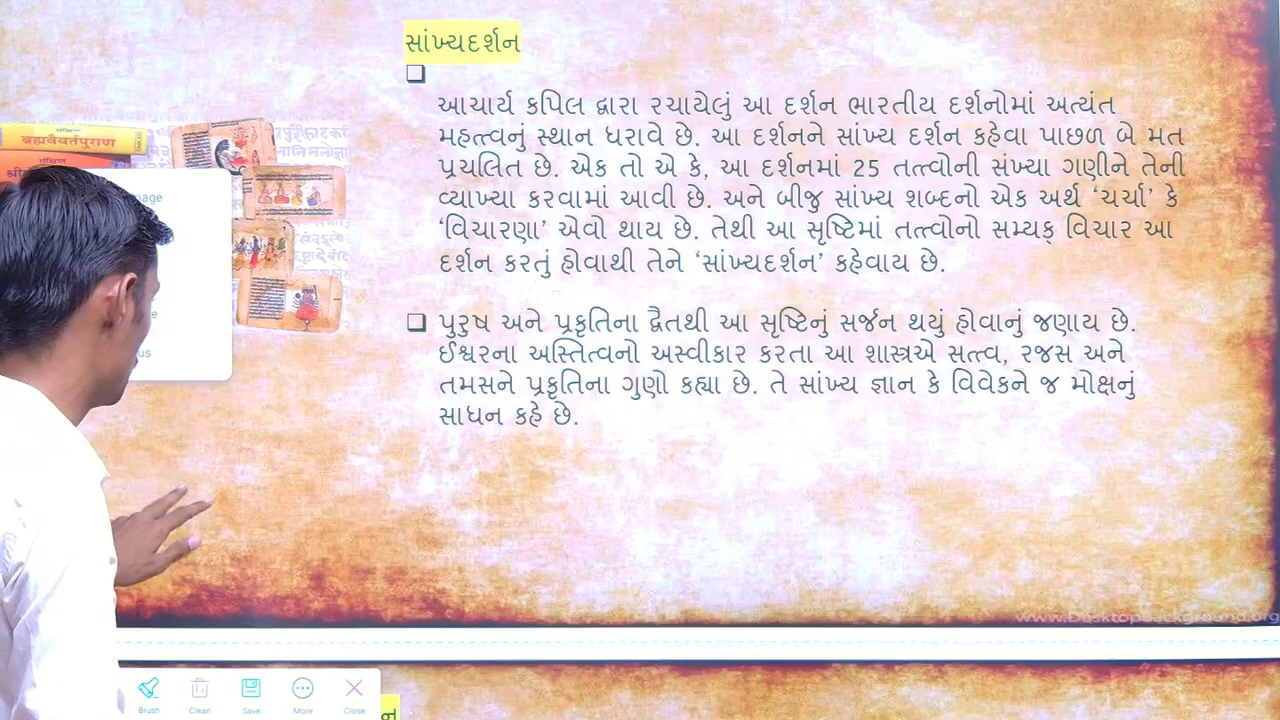 સાંખ્યદર્શન
આચાર્ય કપિલ દ્વારા રચાયેલું આ દર્શન ભારતીય દર્શનોમાં અત્યંત
મહત્ત્વનું સ્થાન ધરાવે છે. આ દર્શનને સાંખ્ય દર્શન કહેવા પાછળ બે મત
પ્રચલિત છે. એક તો એ કે, આ દર્શનમાં 25 તત્ત્વોની સંખ્યા ગણીને તેની
વ્યાખ્યા કરવામાં આવી છે. અને બીજુ સાંખ્ય શબ્દનો એક અર્થ ‘ચર્ચા’ કે
‘વિચારણા’ એવો થાય છે. તેથી આ સૃષ્ટિમાં તત્ત્વોનો સમ્યક્ વિચાર આ
દર્શન કરતું હોવાથી તેને ‘સાંખ્યદર્શન’ કહેવાય છે.
પુરુષ અને પ્રકૃતિના દ્વૈતથી આ સૃષ્ટિનું સર્જન થયું હોવાનું જણાય છે.
ઈશ્વરના અસ્તિત્વનો અસ્વીકાર કરતા આ શાસ્ત્રએ સત્ત્વ, રજસ અને
તમસને પ્રકૃતિના ગુણો કહ્યા છે. તે સાંખ્ય જ્ઞાન કે વિવેકને જ મોક્ષનું
સાધન કહે છે.
संक्षिप्त
ब्रह्मवैवर्तपुराण
संक्षिप्त
www.DesktopBackground.org
Brush Clean Save More Close